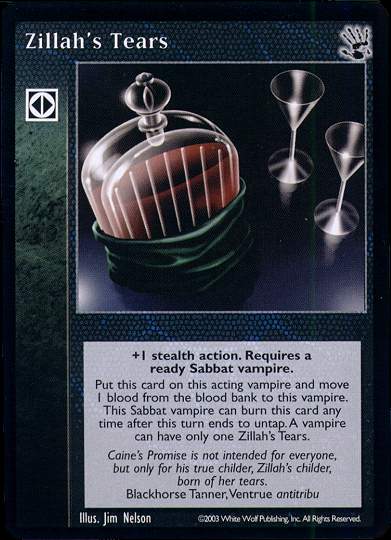 Zillah's Tears
+1 stealth action. Requires a
ready Sabbat vampire.
Put this card on this acting vampire and move
1 blood from the blood bank to this vampire.
This Sabbat vampire can burn this card any
time after this turn ends to untap. A vampire
can have only one Zillah's Tears.
Caine's Promise is not intended for everyone,
but only for his true childer, Zillah's childer,
born of her tears.
Blackhorse Tanner, Ventrue antitribu
Illus. Jim Nelson
©2003 White Wolf Publishing, Inc. All Rights Reserved.